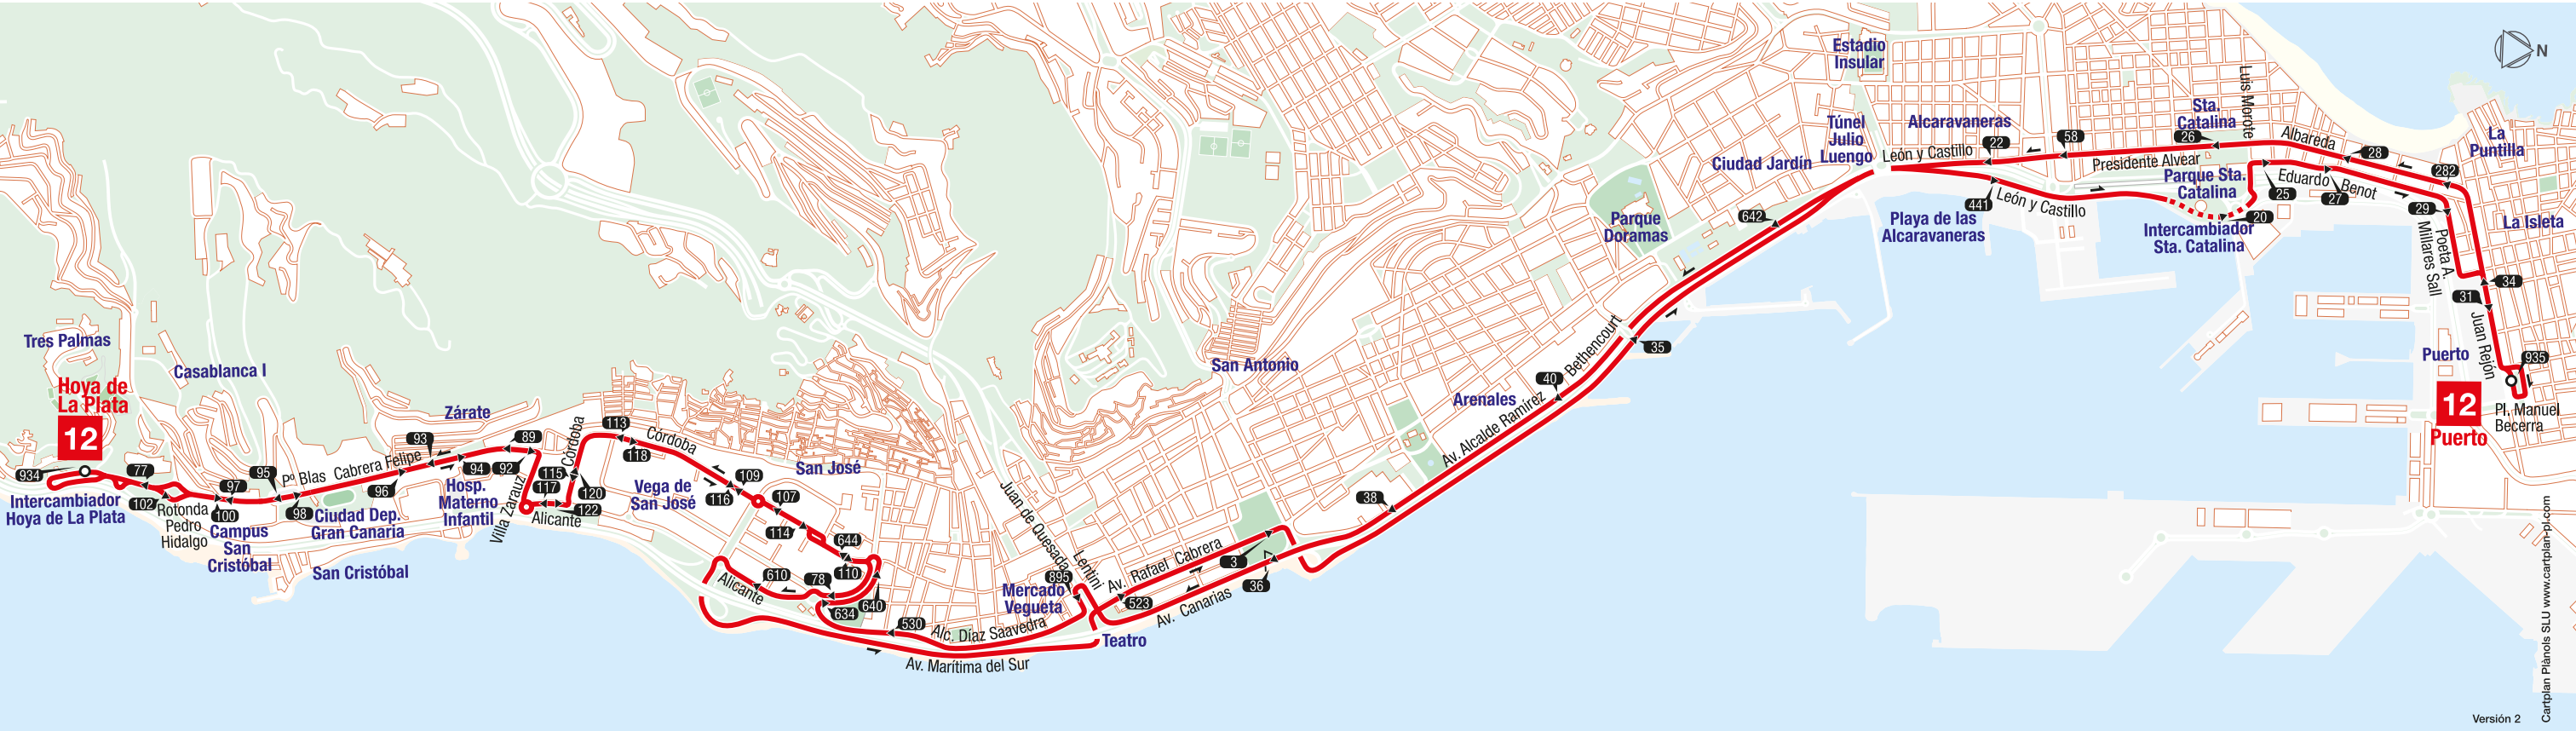 Tres Palmas
Hoya de
La Plata
12
934
Intercambiador
Hoya de La Plata
77
102
Rotonda
Pedro
Hidalgo
Casablanca I
97
100
Campus
San
Cristóbal
95
98
Pº Blas Cabrera Felipe
Ciudad Dep.
Gran Canaria
San Cristóbal
96
93
Zárate
94
Hosp.
Materno
Infantil
89
92
Villa Zarauz
115
117
Alicante
Córdoba
120
122
113
118
Córdoba
Vega de
San José
San José
109
116
107
114
644
110
610
78
Alicante
634
640
530
Alc. Díaz Saavedra
Av. Marítima del Sur
Juan de Quesada
Lentini
895
Mercado
Vegueta
Teatro
523
Av. Rafael Cabrera
Av. Canarias
3
36
San Antonio
38
Arenales
40
Av. Alcalde Ramírez Bethencourt
35
Parque
Doramas
642
Ciudad Jardín
Estadio
Insular
Túnel
Julio
Luengo
Alcaravaneras
León y Castillo
22
58
441
León y Castillo
Playa de las
Alcaravaneras
Presidente Alvear
26
Sta.
Catalina
Luis Morote
Parque Sta.
Catalina
Intercambiador
Sta. Catalina
20
25
Eduardo Benot
27
Albareda
28
282
29
Poeta A.
Millares Sall
La
Puntilla
La Isleta
34
31
Juan Rejón
935
Puerto
12
Puerto
Pl. Manuel
Becerra
N
Versión 2
Cartplan Plànols SLU www.cartplan-pl.com